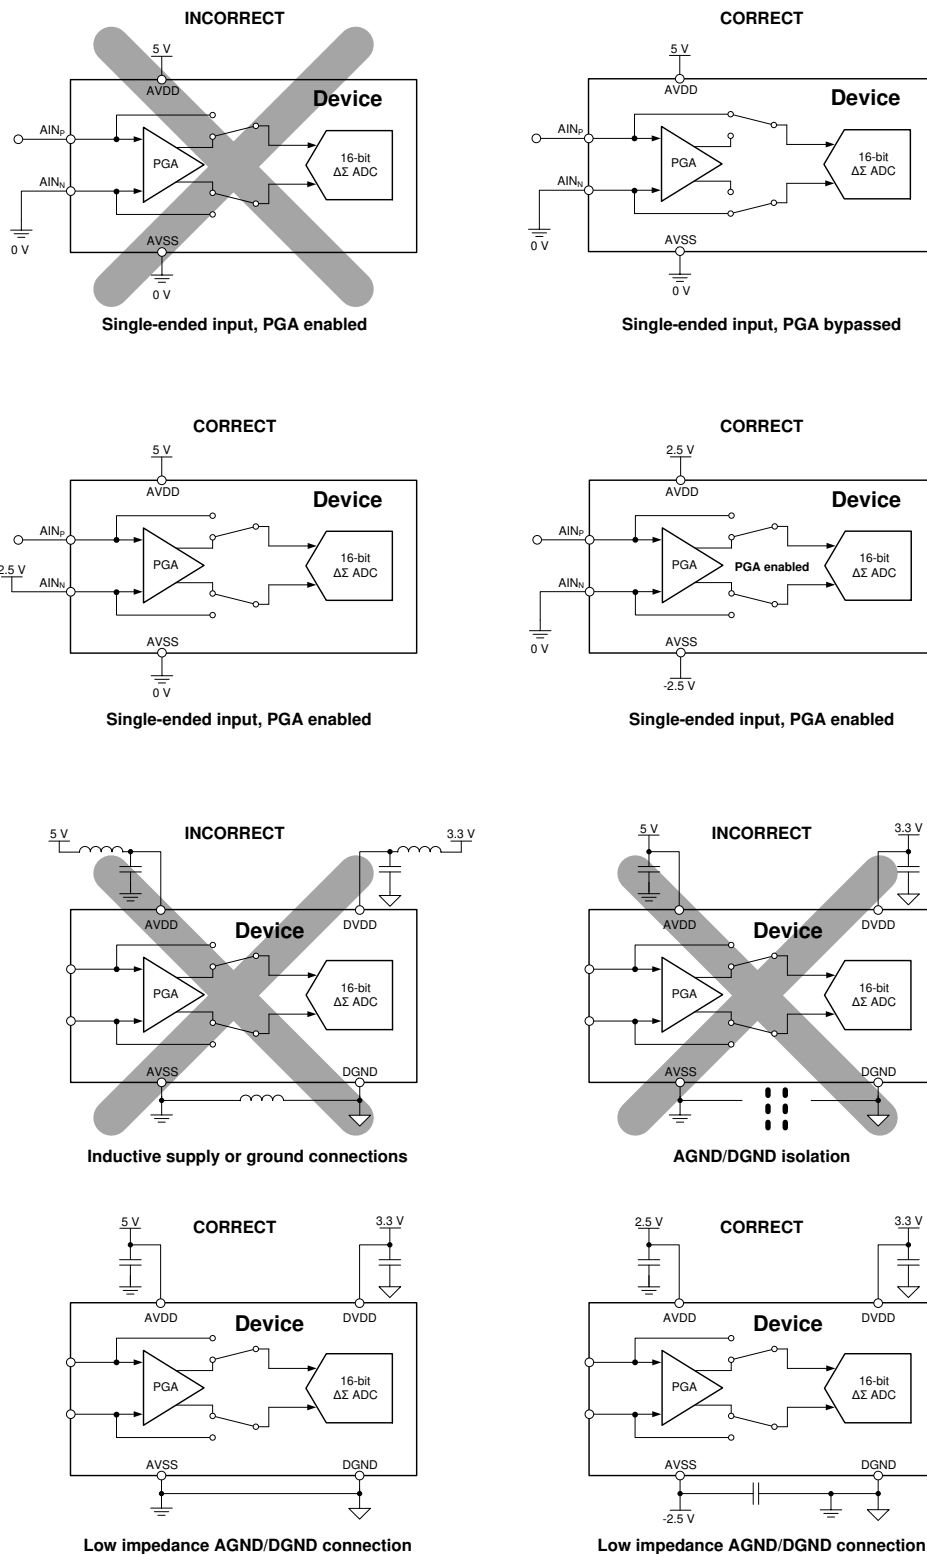 INCORRECT
5 V
AVDD
Device
AINP
PGA
16-bit
ΔΣ ADC
AINN
0 V
AVSS
0 V
Single-ended input, PGA enabled
CORRECT
5 V
AVDD
Device
AINP
PGA
16-bit
ΔΣ ADC
AINN
0 V
AVSS
0 V
Single-ended input, PGA bypassed
CORRECT
5 V
AVDD
Device
AINP
PGA
16-bit
ΔΣ ADC
2.5 V
AINN
AVSS
0 V
Single-ended input, PGA enabled
CORRECT
2.5 V
AVDD
Device
AINP
PGA
PGA enabled
16-bit
ΔΣ ADC
AINN
0 V
AVSS
-2.5 V
Single-ended input, PGA enabled
INCORRECT
5 V
3.3 V
AVDD
Device
DVDD
PGA
16-bit
ΔΣ ADC
AVSS
DGND
Inductive supply or ground connections
INCORRECT
5 V
3.3 V
AVDD
Device
DVDD
PGA
16-bit
ΔΣ ADC
AVSS
DGND
AGND/DGND isolation
CORRECT
5 V
3.3 V
AVDD
Device
DVDD
PGA
16-bit
ΔΣ ADC
AVSS
DGND
Low impedance AGND/DGND connection
CORRECT
2.5 V
3.3 V
AVDD
Device
DVDD
PGA
16-bit
ΔΣ ADC
AVSS
DGND
-2.5 V
Low impedance AGND/DGND connection